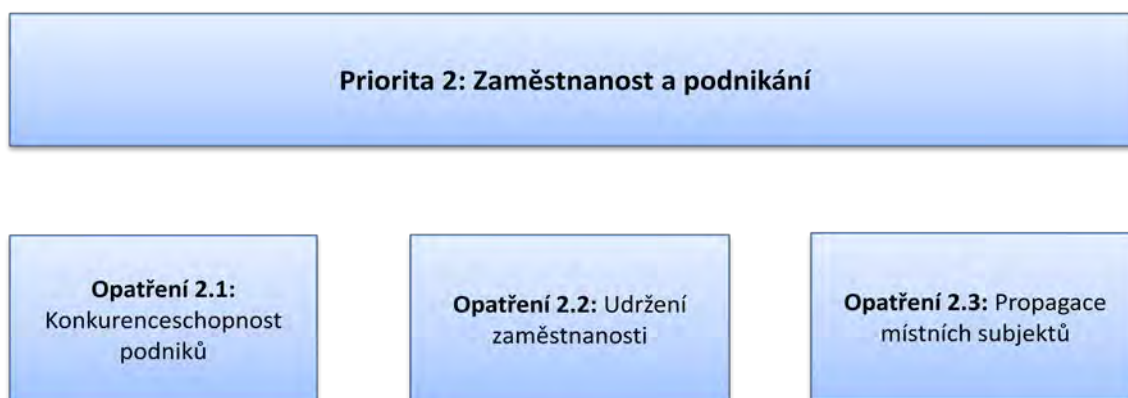 Priorita 2: Zaměstnanost a podnikání
Opatření 2.1:
Konkurenceschopnost
podniků
Opatření 2.2: Udržení
zaměstnanosti
Opatření 2.3: Propagace
místních subjektů